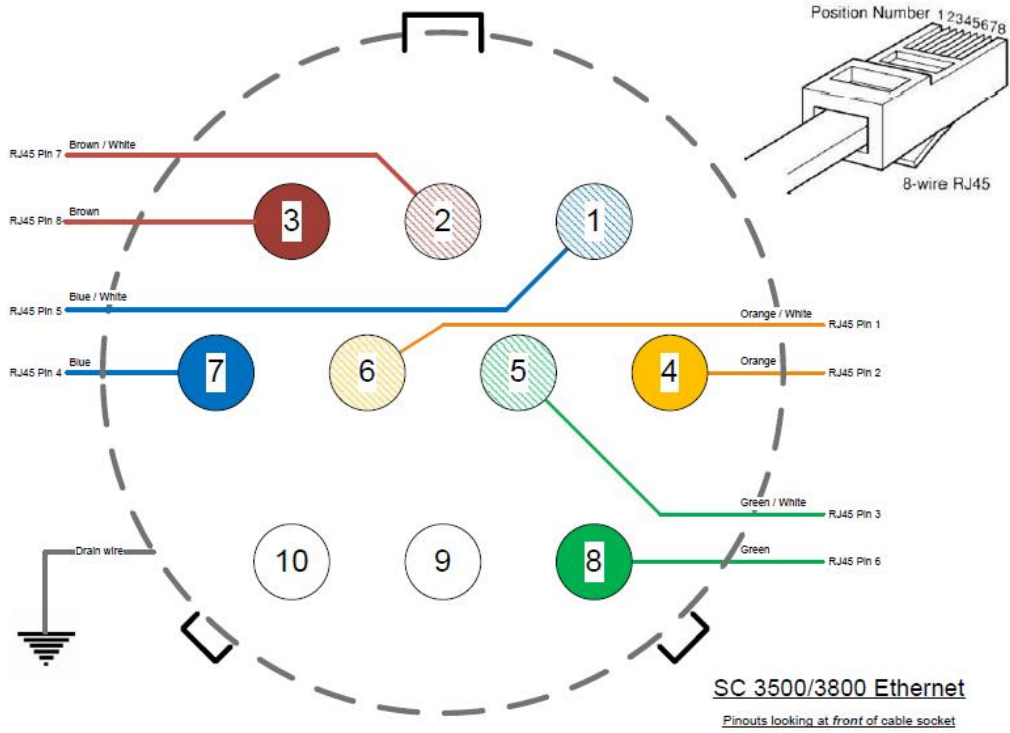 Position Number 12345678
8-wire RJ45
RJ45 Pin 7 Brown / White
RJ45 Pin 8 Brown
3 2 1
RJ45 Pin 5 Blue / White
Orange / White RJ45 Pin 1
RJ45 Pin 4 Blue
7 6 5 4
Orange RJ45 Pin 2
Green / White RJ45 Pin 3
Drain wire
10 9 8
Green RJ45 Pin 6
SC 3500/3800 Ethernet
Pinouts looking at front of cable socket